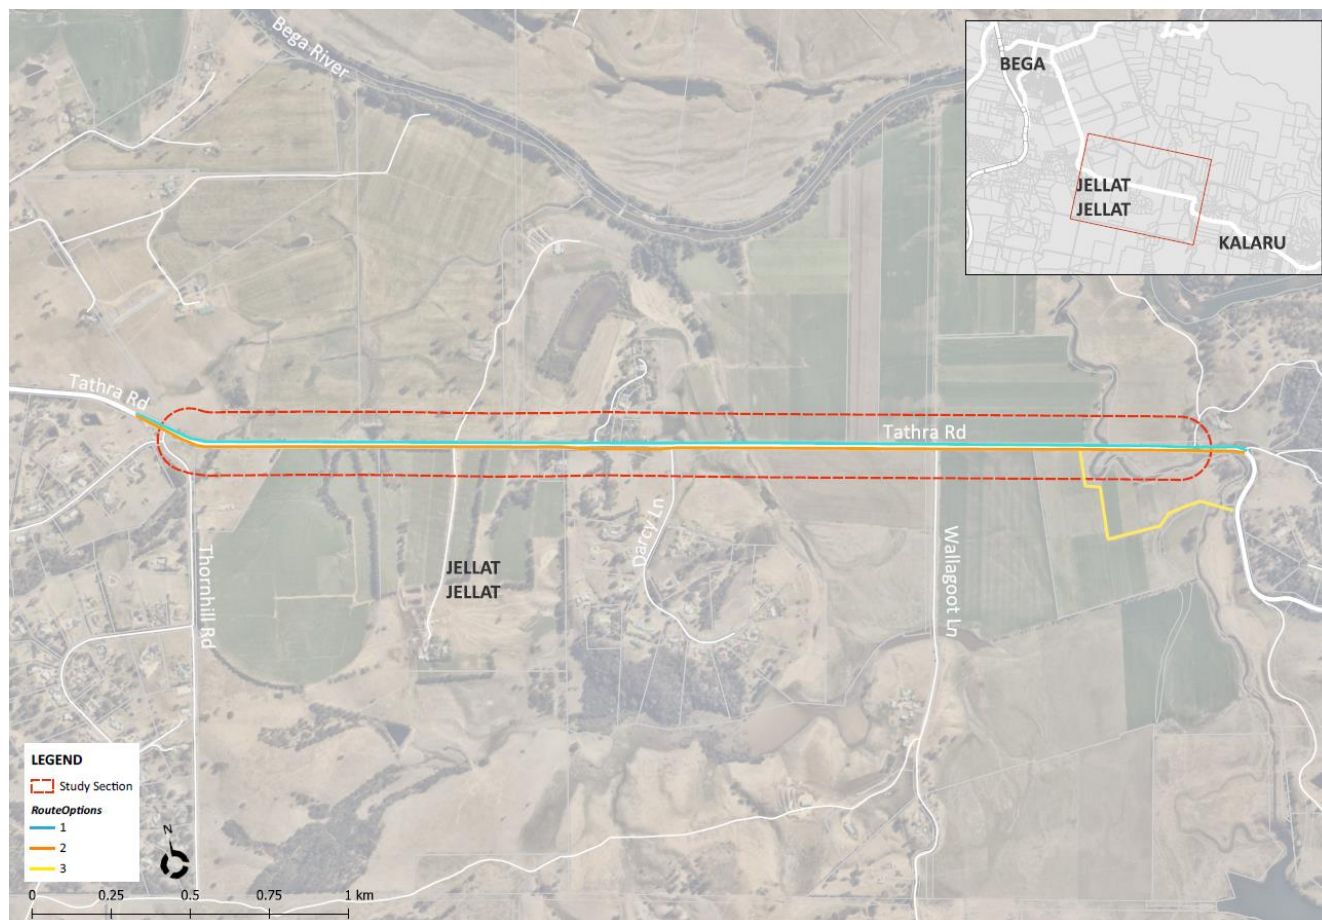 Bega River
BEGA
JELLAT
JELLAT
KALARU
Tathra Rd
Tathra Rd
Thornhill Rd
JELLAT
JELLAT
Darcy Ln
Wallagoot Ln
LEGEND
Study Section
RouteOptions
1
2
3
N
0 0.25 0.5 0.75 1 km